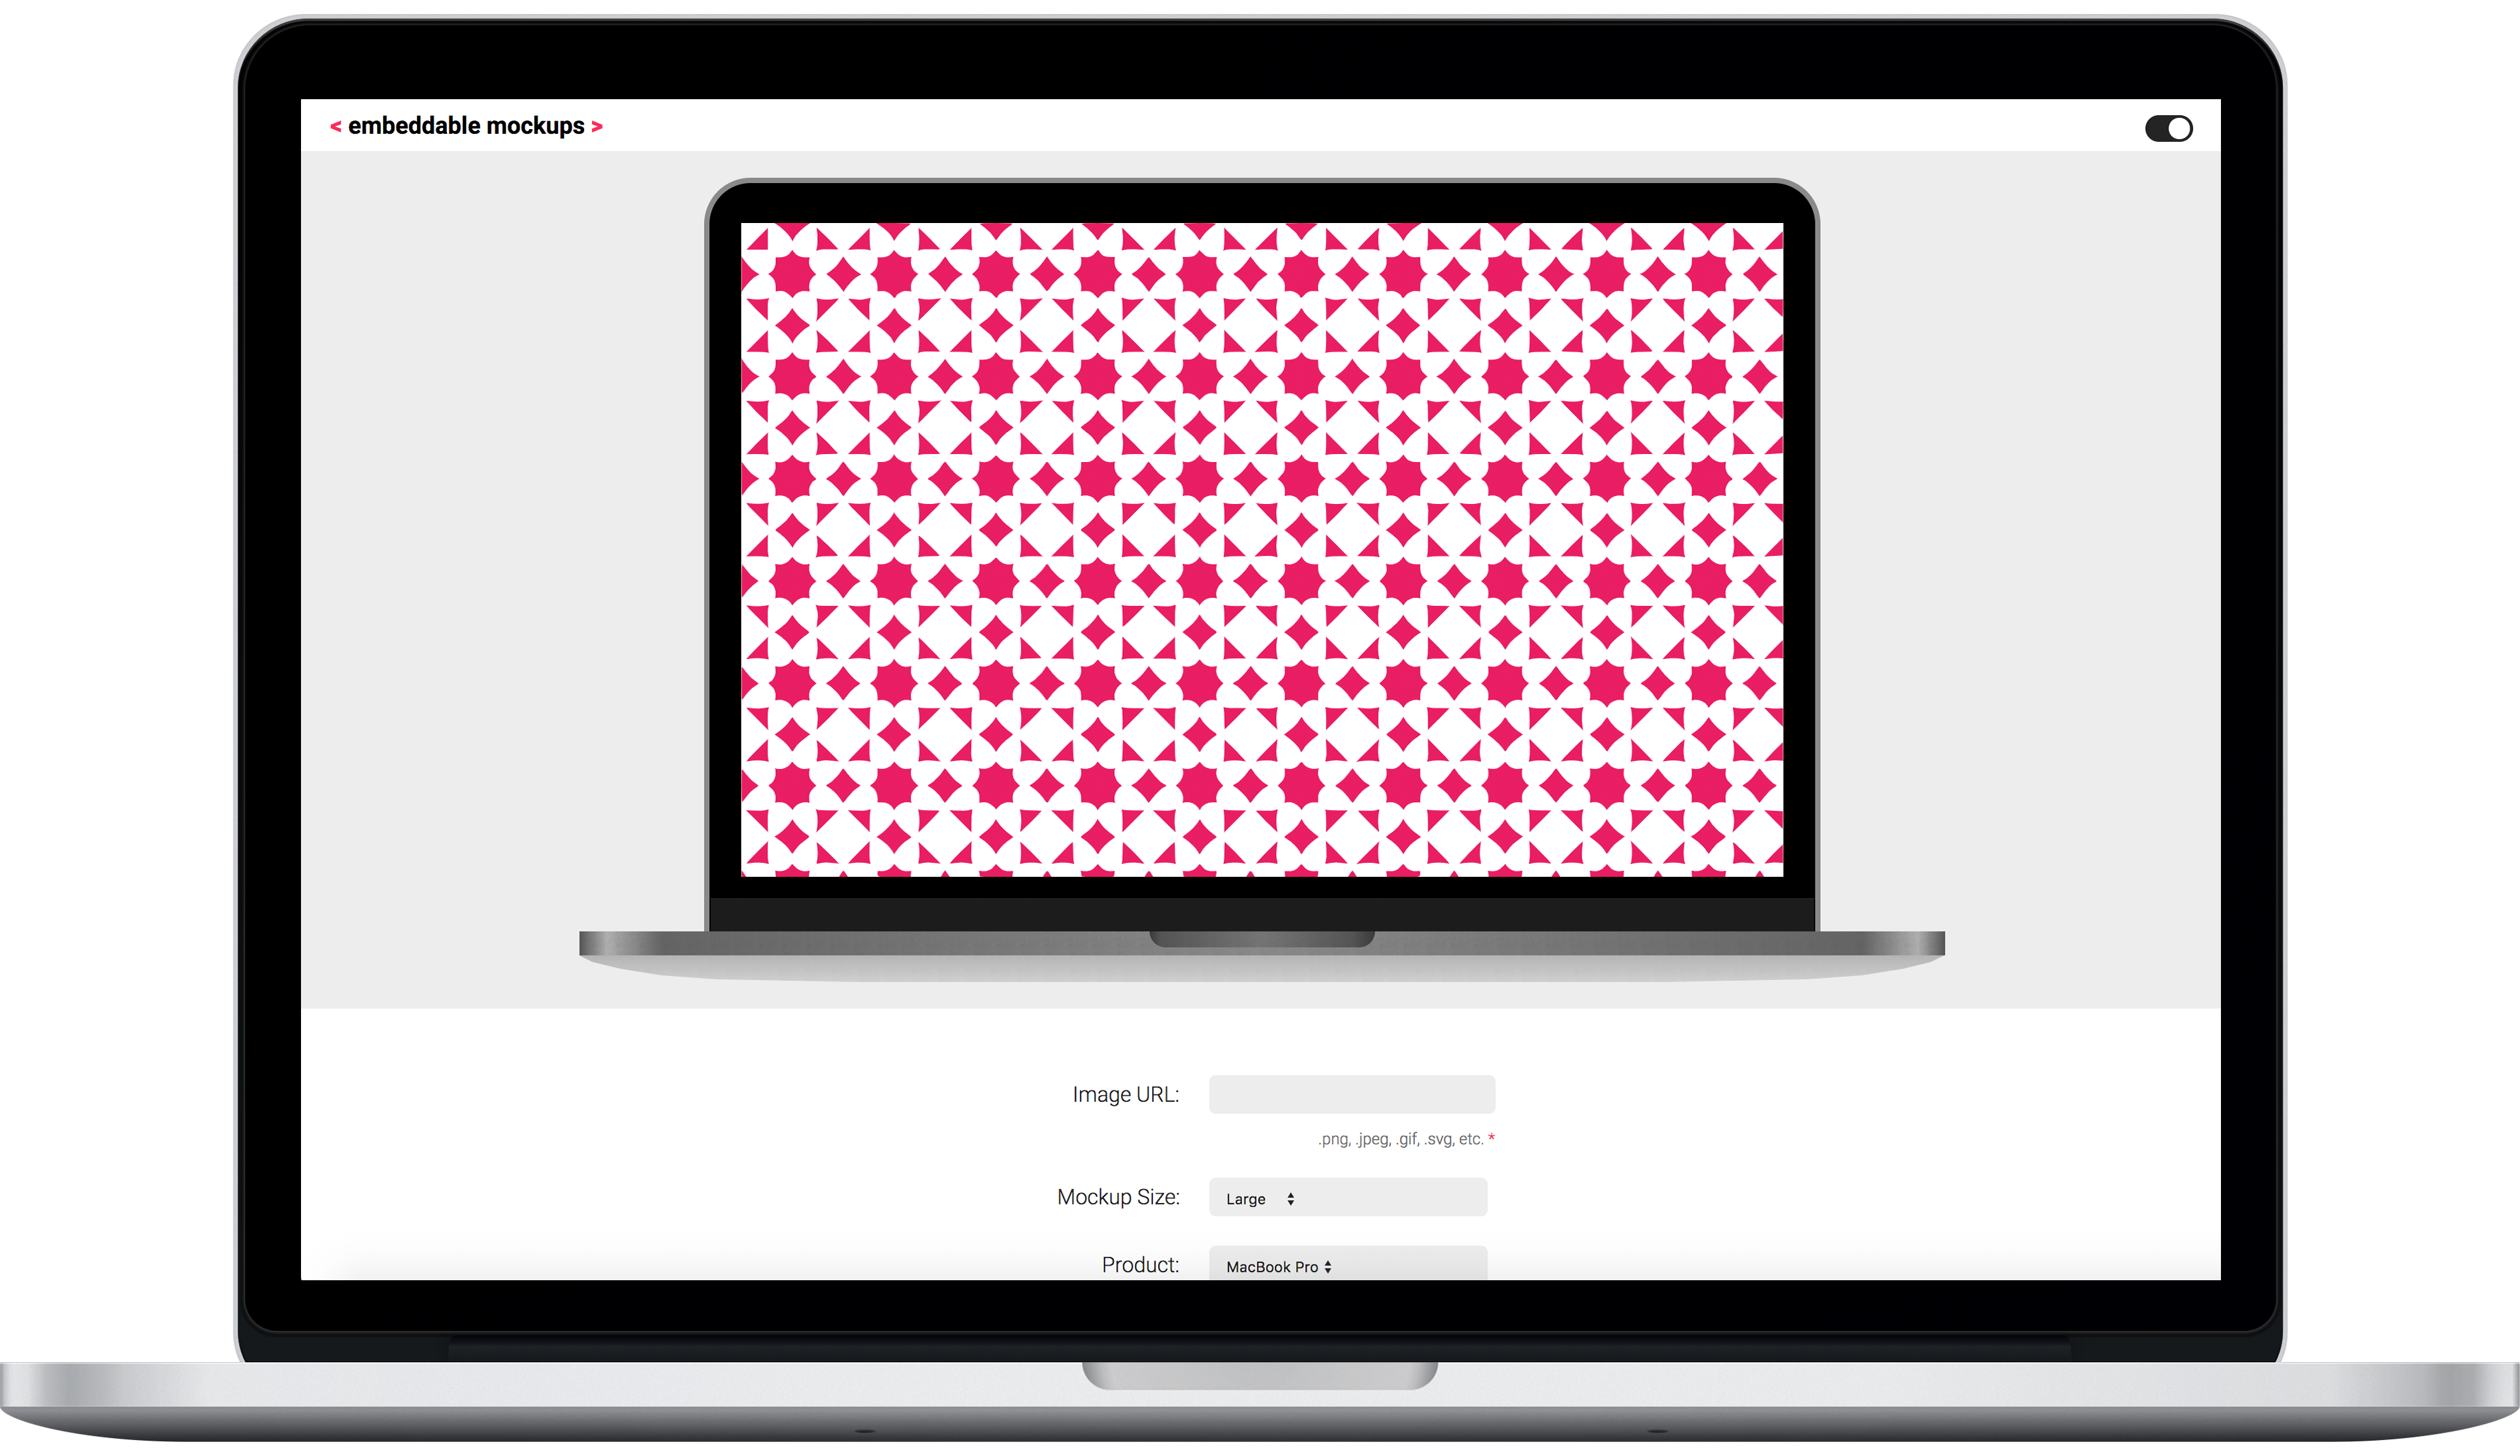 < embeddable mockups >
Image URL:
.png, .jpeg, .gif, .svg, etc. *
Mockup Size: Large
Product: MacBook Pro